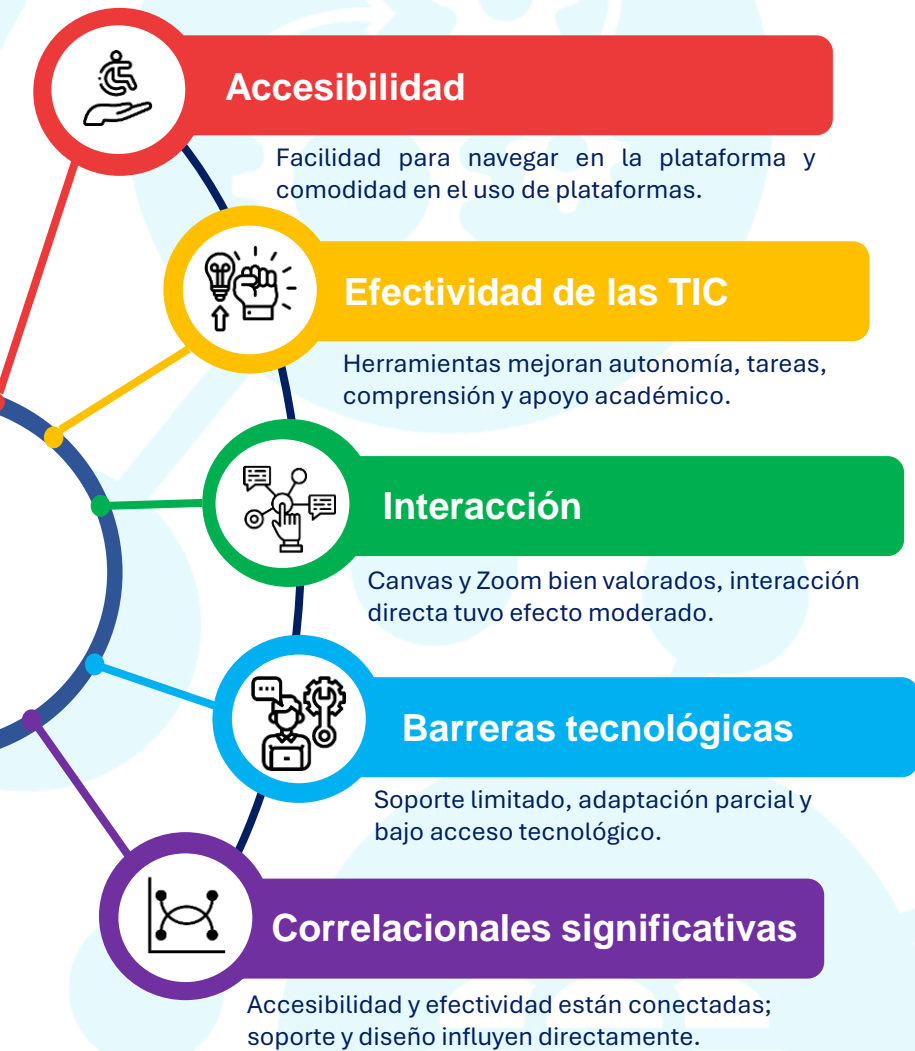 Accesibilidad
Facilidad para navegar en la plataforma y
comodidad en el uso de plataformas.
Efectividad de las TIC
Herramientas mejoran autonomía, tareas,
comprensión y apoyo académico.
Interacción
Canvas y Zoom bien valorados, interacción
directa tuvo efecto moderado.
Barreras tecnológicas
Soporte limitado, adaptación parcial y
bajo acceso tecnológico.
Correlacionales significativas
Accesibilidad y efectividad están conectadas;
soporte y diseño influyen directamente.